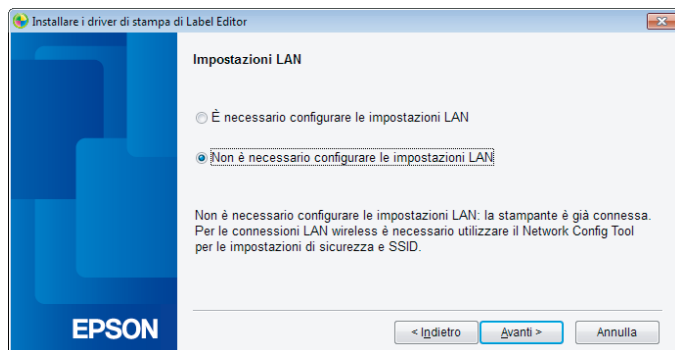 Installare i driver di stampa di Label Editor
Impostazioni LAN
È necessario configurare le impostazioni LAN
Non è necessario configurare le impostazioni LAN
Non è necessario configurare le impostazioni LAN: la stampante è già connessa.
Per le connessioni LAN wireless è necessario utilizzare il Network Config Tool
per le impostazioni di sicurezza e SSID.
EPSON
< Indietro
Avanti >
Annulla